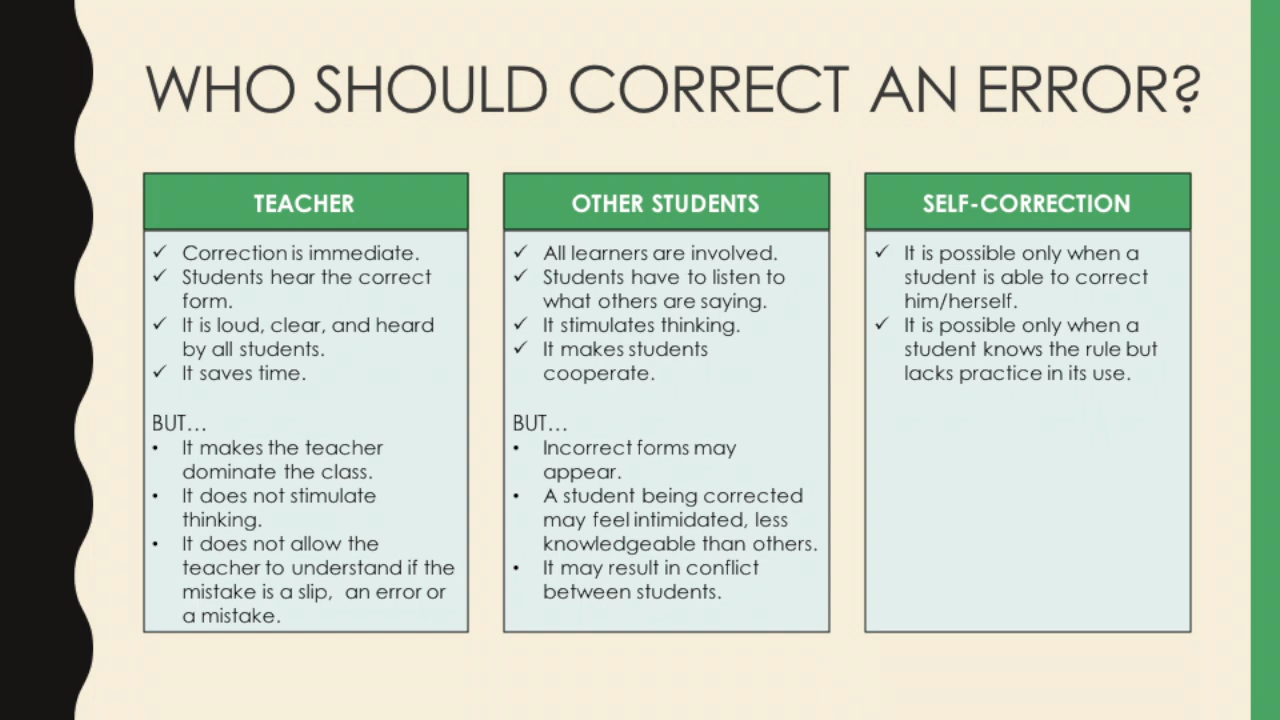 WHO SHOULD CORRECT AN ERROR?
TEACHER
✓ Correction is immediate.
✓ Students hear the correct
form.
✓ It is loud, clear, and heard
by all students.
✓ It saves time.
BUT…
• It makes the teacher
dominate the class.
• It does not stimulate
thinking.
• It does not allow the
teacher to understand if the
mistake is a slip, an error or
a mistake.
OTHER STUDENTS
✓ All learners are involved.
✓ Students have to listen to
what others are saying.
✓ It stimulates thinking.
✓ It makes students
cooperate.
BUT…
• Incorrect forms may
appear.
• A student being corrected
may feel intimidated, less
knowledgeable than others.
• It may result in conflict
between students.
SELF-CORRECTION
✓ It is possible only when a
student is able to correct
him/herself.
✓ It is possible only when a
student knows the rule but
lacks practice in its use.